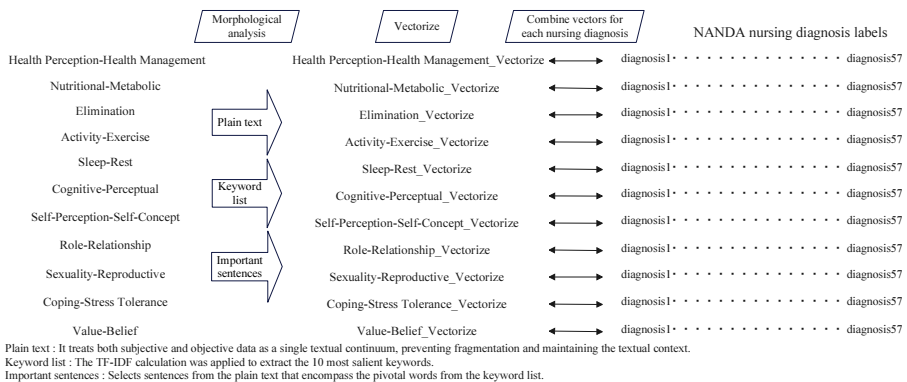 Morphological analysis
Vectorize
Combine vectors for each nursing diagnosis
NANDA nursing diagnosis labels
Health Perception-Health Management
Health Perception-Health Management_Vectorize
diagnosis1 · · · · · · · · · · · · · · diagnosis57
Nutritional-Metabolic
Nutritional-Metabolic_Vectorize
diagnosis1 · · · · · · · · · · · · · · diagnosis57
Elimination
Plain text
Elimination_Vectorize
diagnosis1 · · · · · · · · · · · · · · diagnosis57
Activity-Exercise
Activity-Exercise_Vectorize
diagnosis1 · · · · · · · · · · · · · · diagnosis57
Sleep-Rest
Sleep-Rest_Vectorize
diagnosis1 · · · · · · · · · · · · · · diagnosis57
Cognitive-Perceptual
Keyword list
Cognitive-Perceptual_Vectorize
diagnosis1 · · · · · · · · · · · · · · diagnosis57
Self-Perception-Self-Concept
Self-Perception-Self-Concept_Vectorize
diagnosis1 · · · · · · · · · · · · · · diagnosis57
Role-Relationship
Role-Relationship_Vectorize
diagnosis1 · · · · · · · · · · · · · · diagnosis57
Important sentences
Sexuality-Reproductive
Sexuality-Reproductive_Vectorize
diagnosis1 · · · · · · · · · · · · · · diagnosis57
Coping-Stress Tolerance
Coping-Stress Tolerance_Vectorize
diagnosis1 · · · · · · · · · · · · · · diagnosis57
Value-Belief
Value-Belief_Vectorize
diagnosis1 · · · · · · · · · · · · · · diagnosis57
Plain text : It treats both subjective and objective data as a single textual continuum, preventing fragmentation and maintaining the textual context.
Keyword list : The TF-IDF calculation was applied to extract the 10 most salient keywords.
Important sentences : Selects sentences from the plain text that encompass the pivotal words from the keyword list.